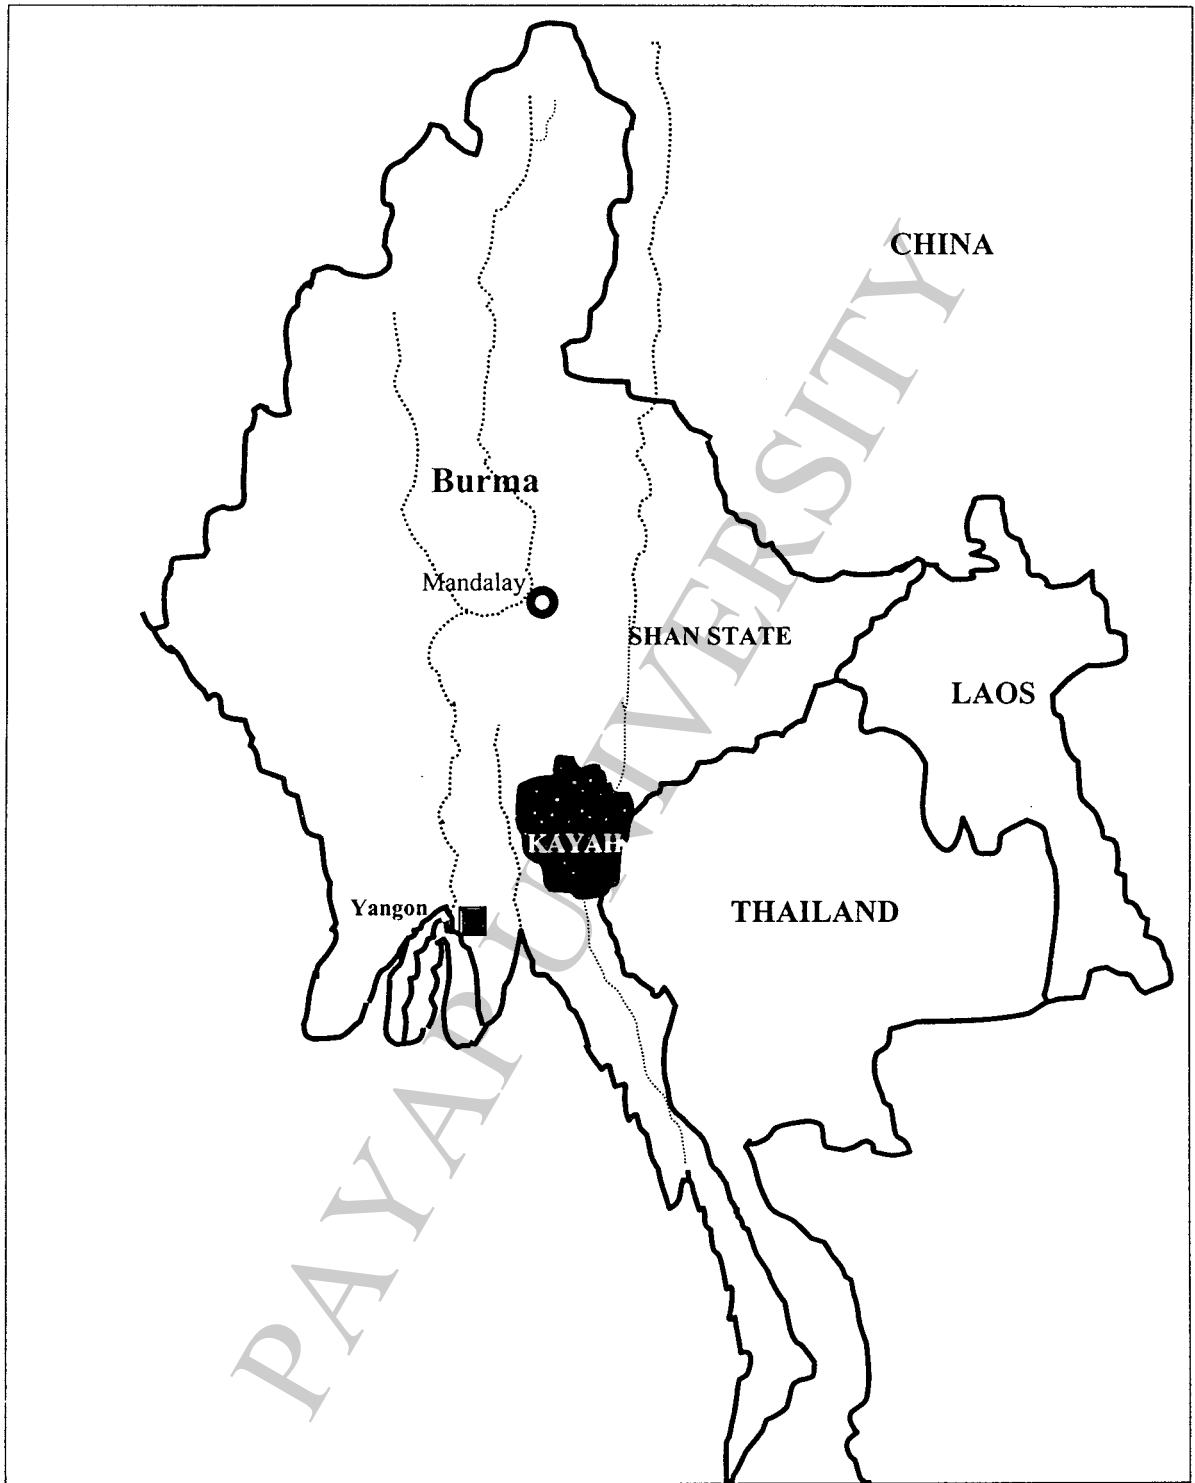 CHINA
Burma
Mandalay
SHAN STATE
LAOS
KAYAH
Yangon
THAILAND
PAYAP UNIVERSITY